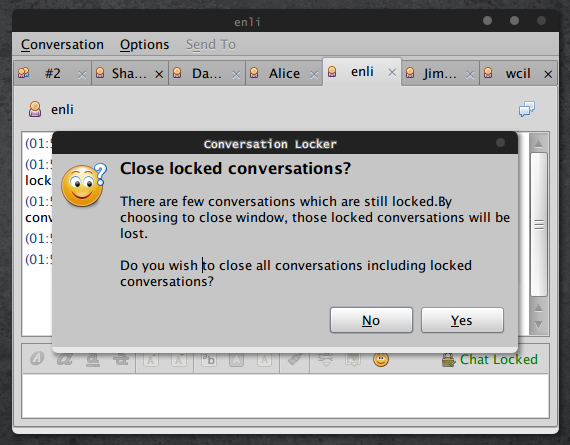 enli
Conversation Options Send To
#2 Sha... Da... Alice enli Jim... wcil
enli
(01:5
Conversation Locker
(01:5
Close locked conversations?
lock
There are few conversations which are still locked.By
(01:5
choosing to close window, those locked conversations will be
conv
lost.
(01:5
(01:5
Do you wish to close all conversations including locked
conversations?
No Yes
Chat Locked